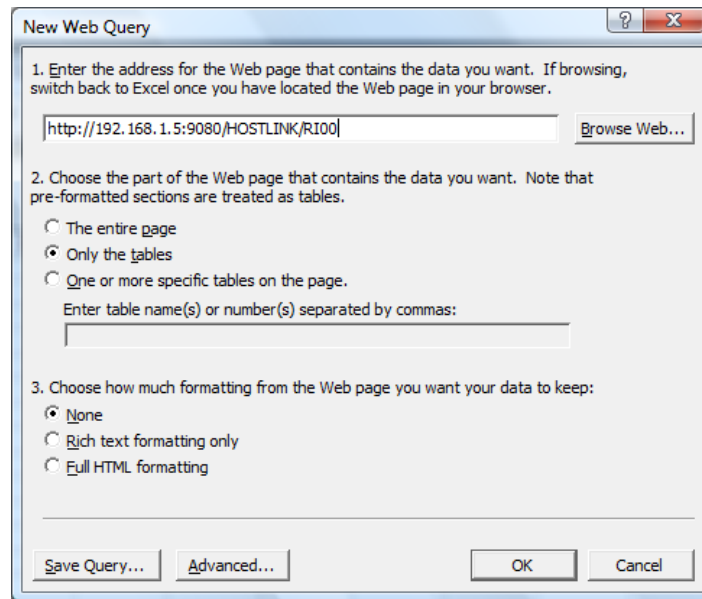 New Web Query
1. Enter the address for the Web page that contains the data you want. If browsing,
switch back to Excel once you have located the Web page in your browser.
http://192.168.1.5:9080/HOSTLINK/RI00
Browse Web...
2. Choose the part of the Web page that contains the data you want. Note that
pre-formatted sections are treated as tables.
The entire page
Only the tables
One or more specific tables on the page.
Enter table name(s) or number(s) separated by commas:
3. Choose how much formatting from the Web page you want your data to keep:
None
Rich text formatting only
Full HTML formatting
Save Query...
Advanced...
OK
Cancel